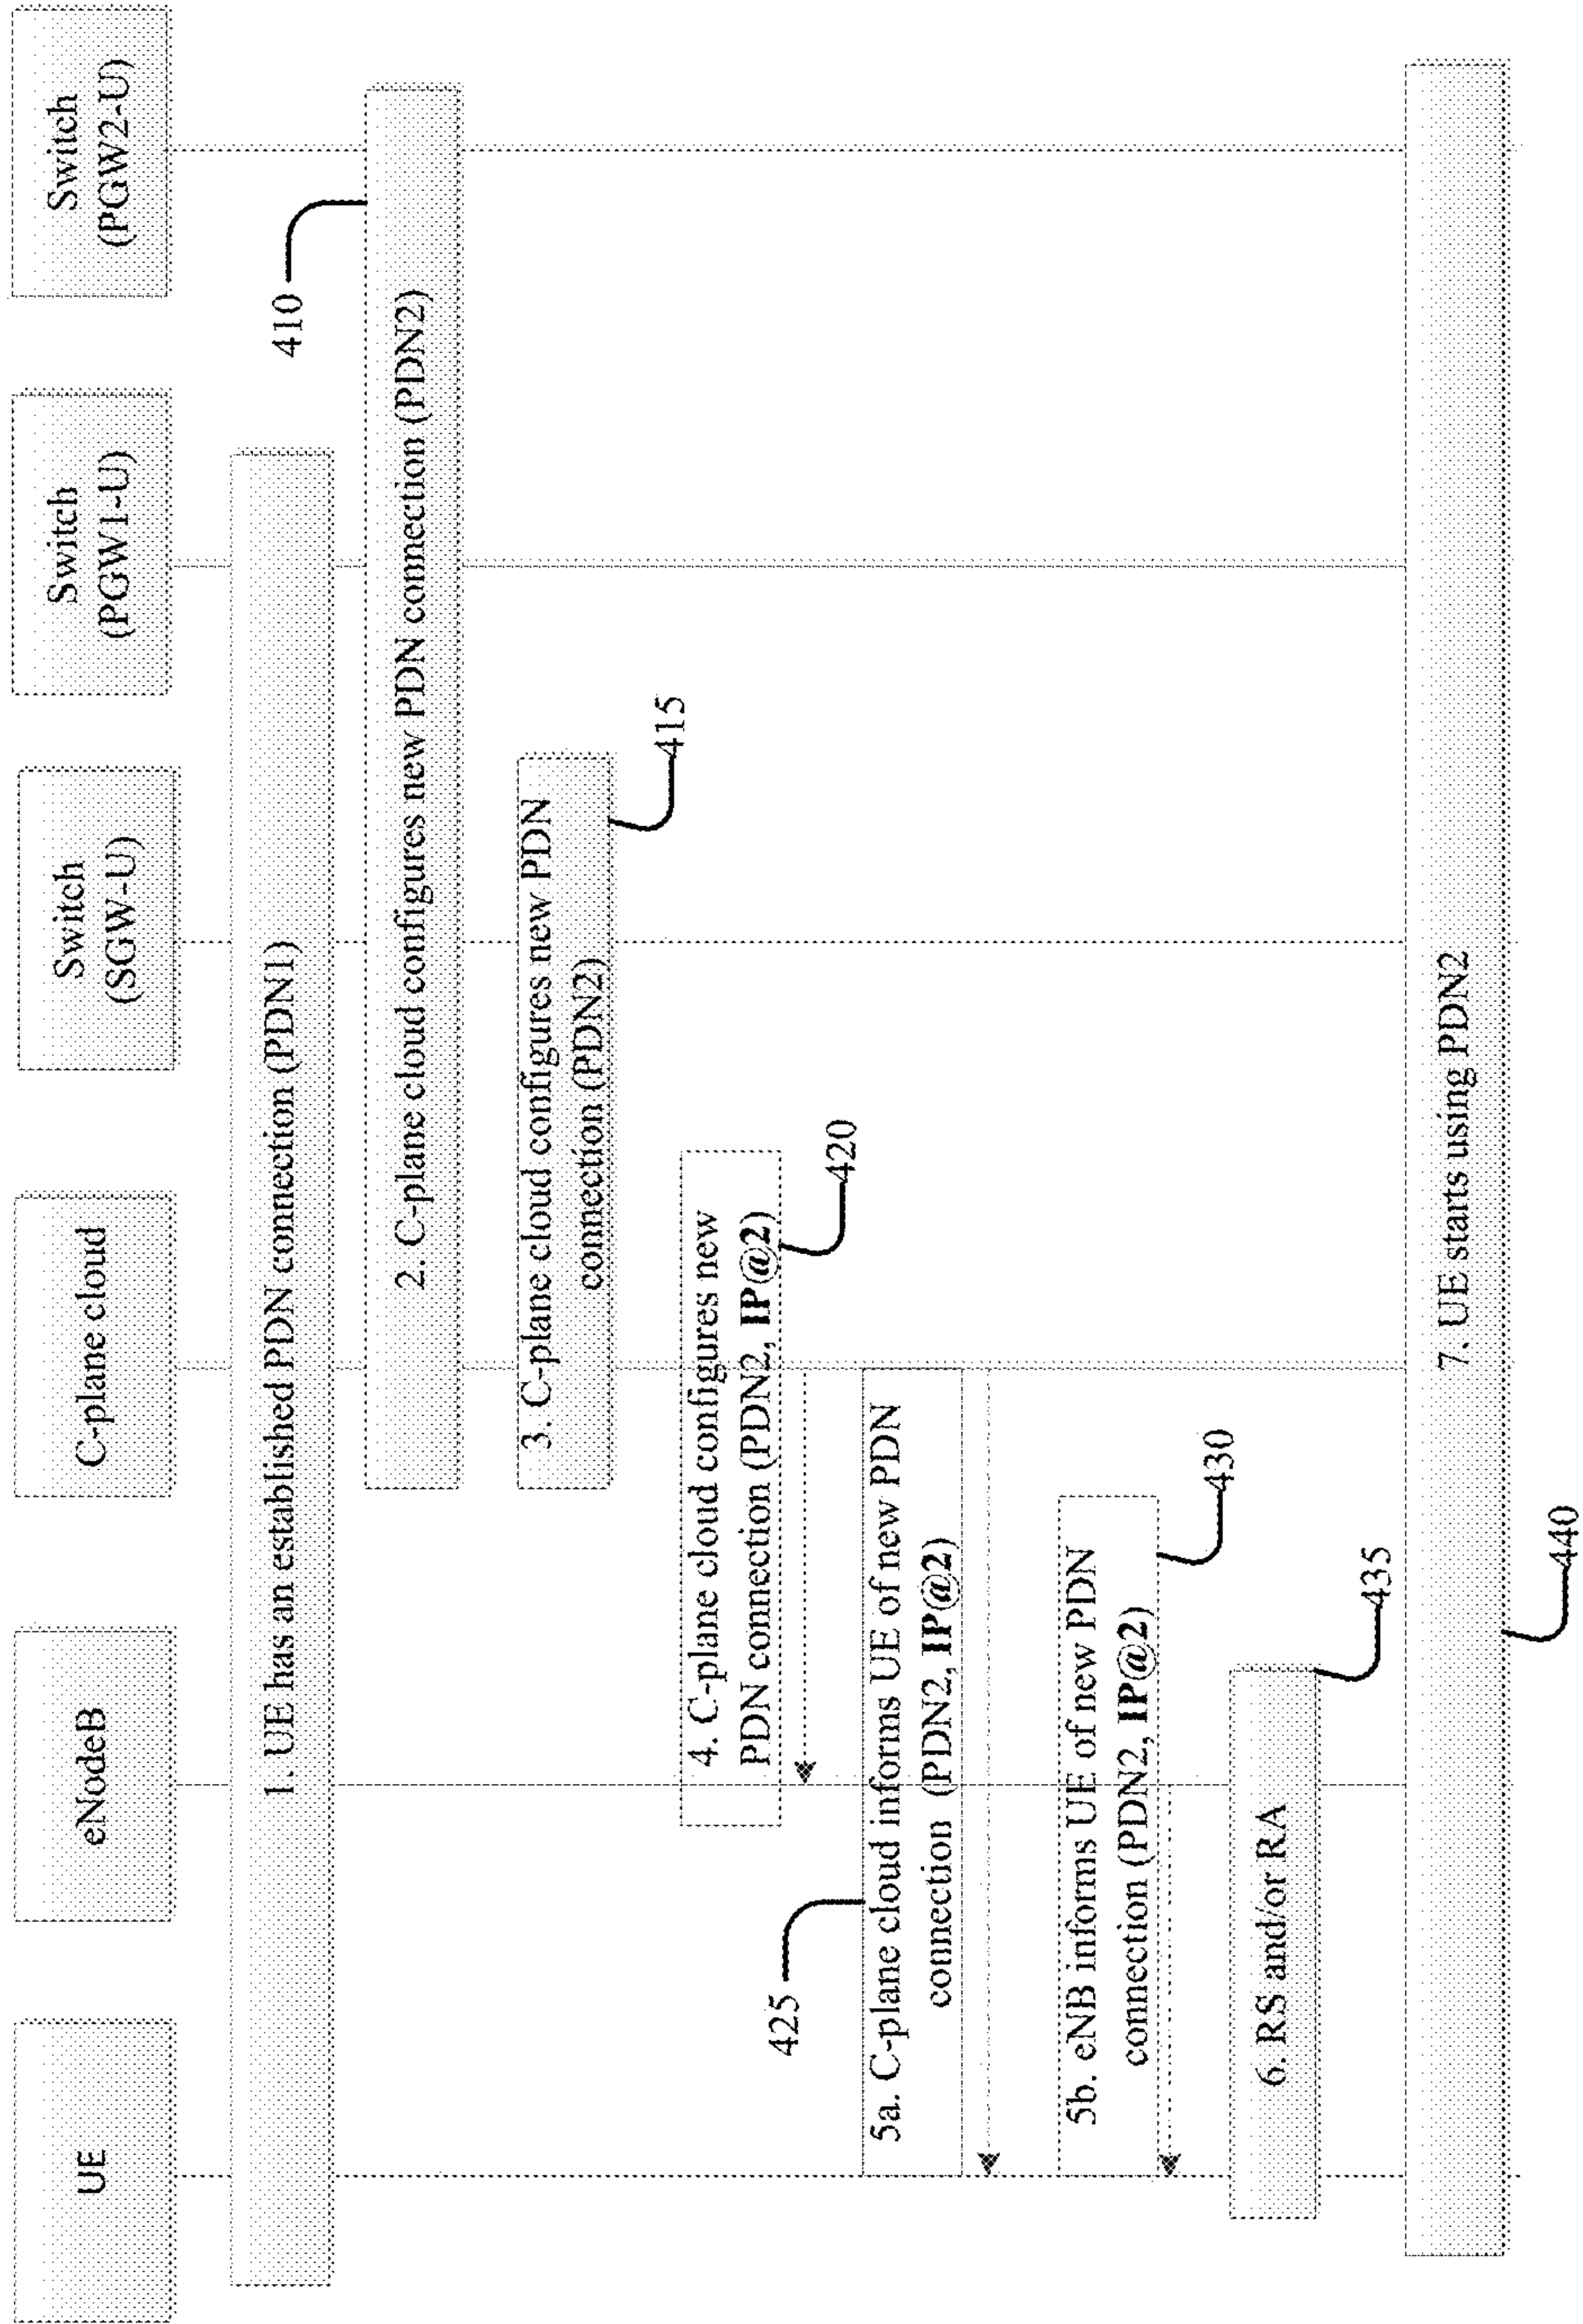 UE
eNodeB
C-plane cloud
Switch
(SGW-U)
Switch
(PGW1-U)
Switch
(PGW2-U)
1. UE has an established PDN connection (PDN1)
410
2. C-plane cloud configures new PDN connection (PDN2)
3. C-plane cloud configures new PDN
connection (PDN2)
415
4. C-plane cloud configures new
PDN connection (PDN2, IP@2)
420
425
5a. C-plane cloud informs UE of new PDN
connection (PDN2, IP@2)
5b. eNB informs UE of new PDN
connection (PDN2, IP@2)
430
6. RS and/or RA
435
7. UE starts using PDN2
440